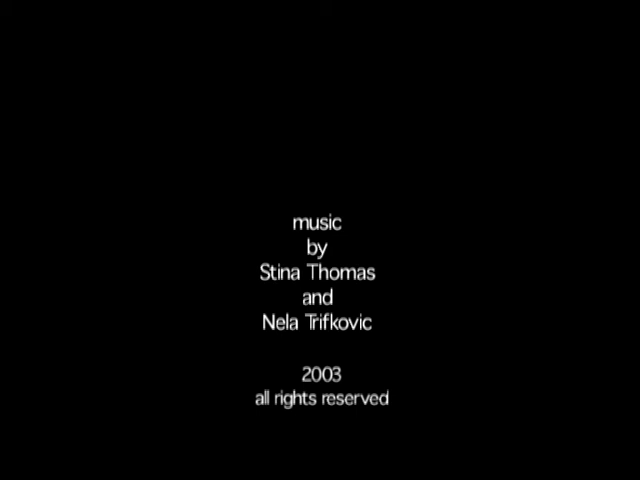 music
by
Stina Thomas
and
Nela Trifkovic
2003
all rights reserved